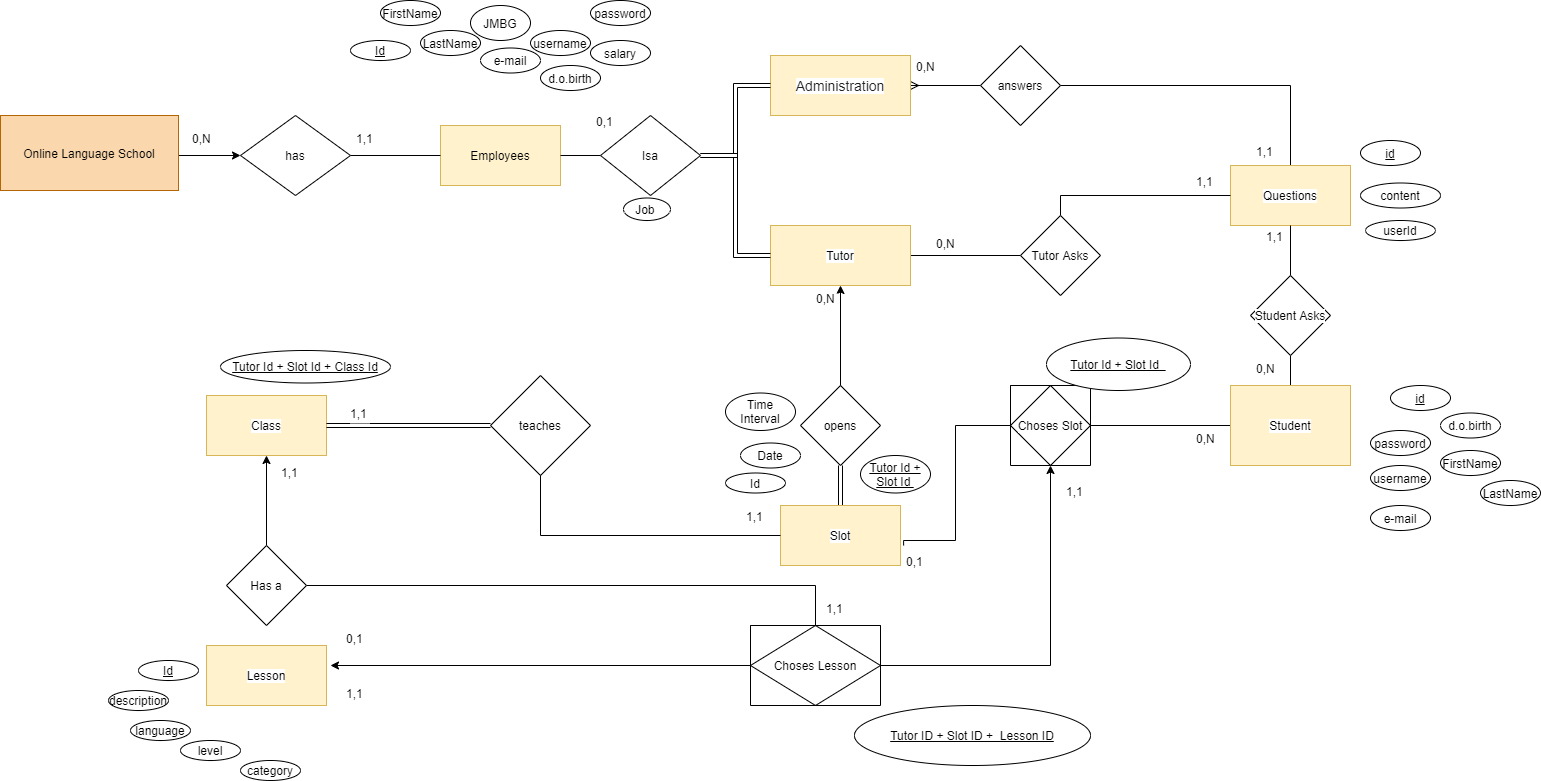 FirstName
JMBG
password
Id
LastName
username
salary
e-mail
d.o.birth
Administration
0,N
answers
Online Language School
0,N
has
1,1
Employees
0,1
Isa
Job
1,1
id
Questions
content
userId
1,1
1,1
Tutor
0,N
Tutor Asks
0,N
Student Asks
0,N
Tutor Id + Slot Id + Class Id
Tutor Id + Slot Id
Class
1,1
teaches
Time
Interval
opens
Choses Slot
0,N
Student
id
d.o.birth
password
FirstName
username
LastName
e-mail
Date
Id
Tutor Id +
Slot Id
1,1
1,1
1,1
Slot
0,1
Has a
1,1
0,1
Lesson
1,1
Choses Lesson
Id
description
language
level
category
Tutor ID + Slot ID + Lesson ID